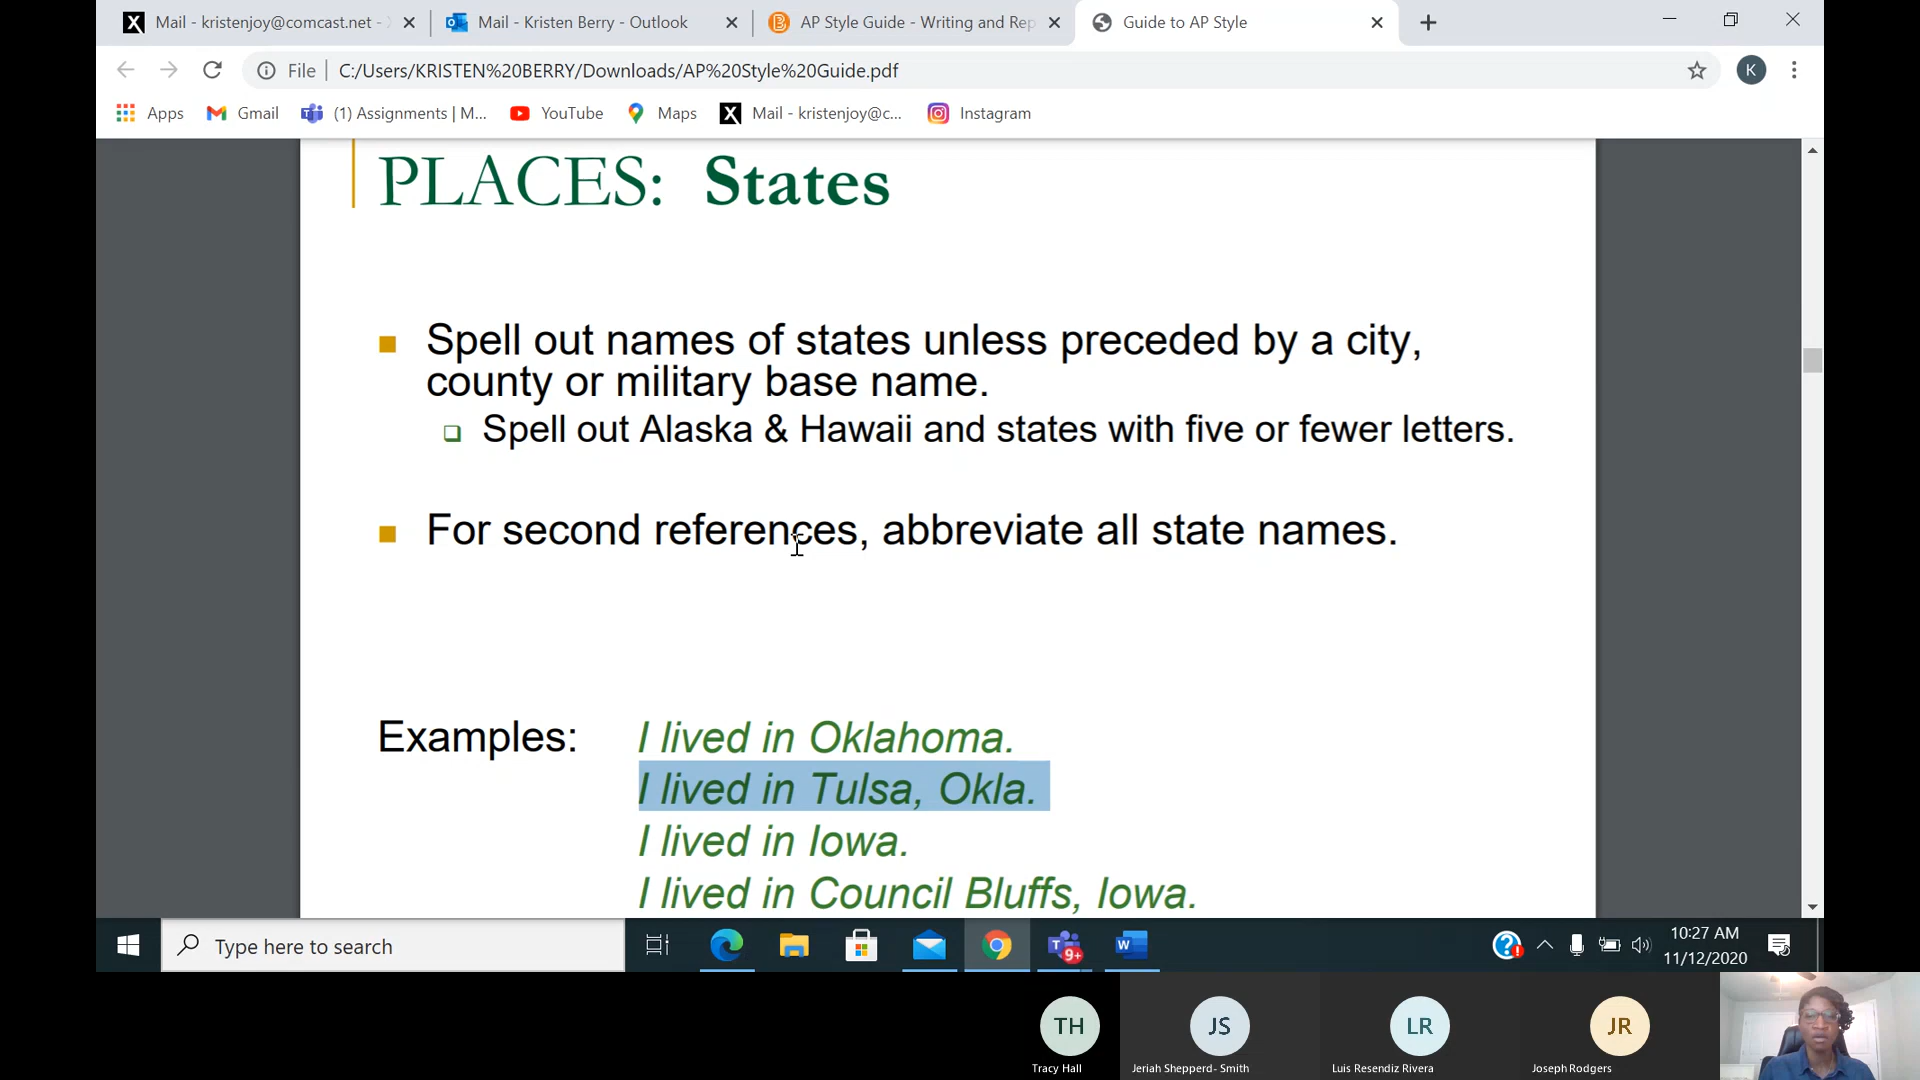 Mail - kristenjoy@comcast.net -
Mail - Kristen Berry - Outlook
AP Style Guide - Writing and Rep
Guide to AP Style
File
C:/Users/KRISTEN%20BERRY/Downloads/AP%20Style%20Guide.pdf
K
Apps
Gmail
(1) Assignments | M...
YouTube
Maps
Mail - kristenjoy@c...
Instagram
PLACES: States
Spell out names of states unless preceded by a city,
county or military base name.
Spell out Alaska & Hawaii and states with five or fewer letters.
For second references, abbreviate all state names.
Examples:
I lived in Oklahoma.
I lived in Tulsa, Okla.
I lived in Iowa.
I lived in Council Bluffs, Iowa.
Type here to search
9+
10:27 AM
11/12/2020
TH
JS
LR
JR
Tracy Hall
Jeriah Shepperd- Smith
Luis Resendiz Rivera
Joseph Rodgers